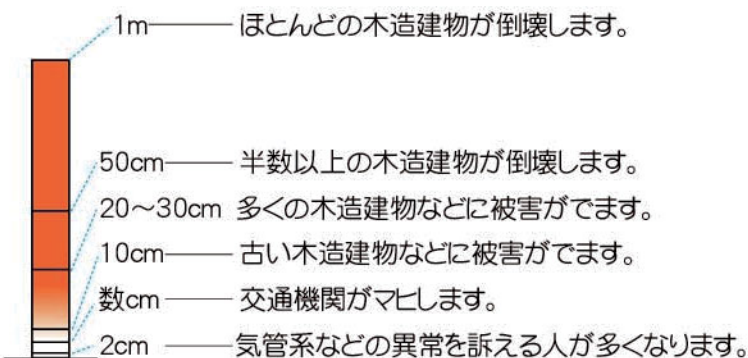 1m ほとんどの木造建物が倒壊します。
50cm 半数以上の木造建物が倒壊します。
20～30cm 多くの木造建物などに被害がでます。
10cm 古い木造建物などに被害がでます。
数cm 交通機関がマヒします。
2cm 気管系などの異常を訴える人が多くなります。